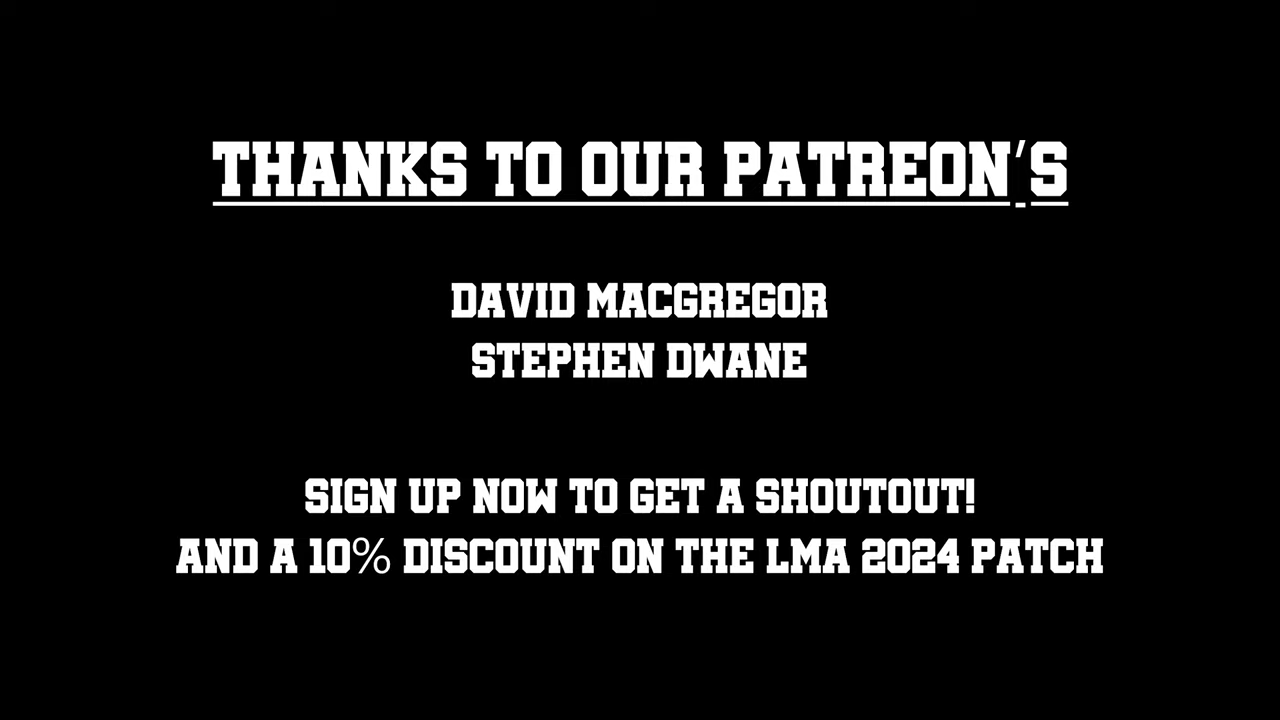 THANKS TO OUR PATREON'S
DAVID MACGREGOR
STEPHEN DWANE
SIGN UP NOW TO GET A SHOUTOUT!
AND A 10% DISCOUNT ON THE LMA 2024 PATCH